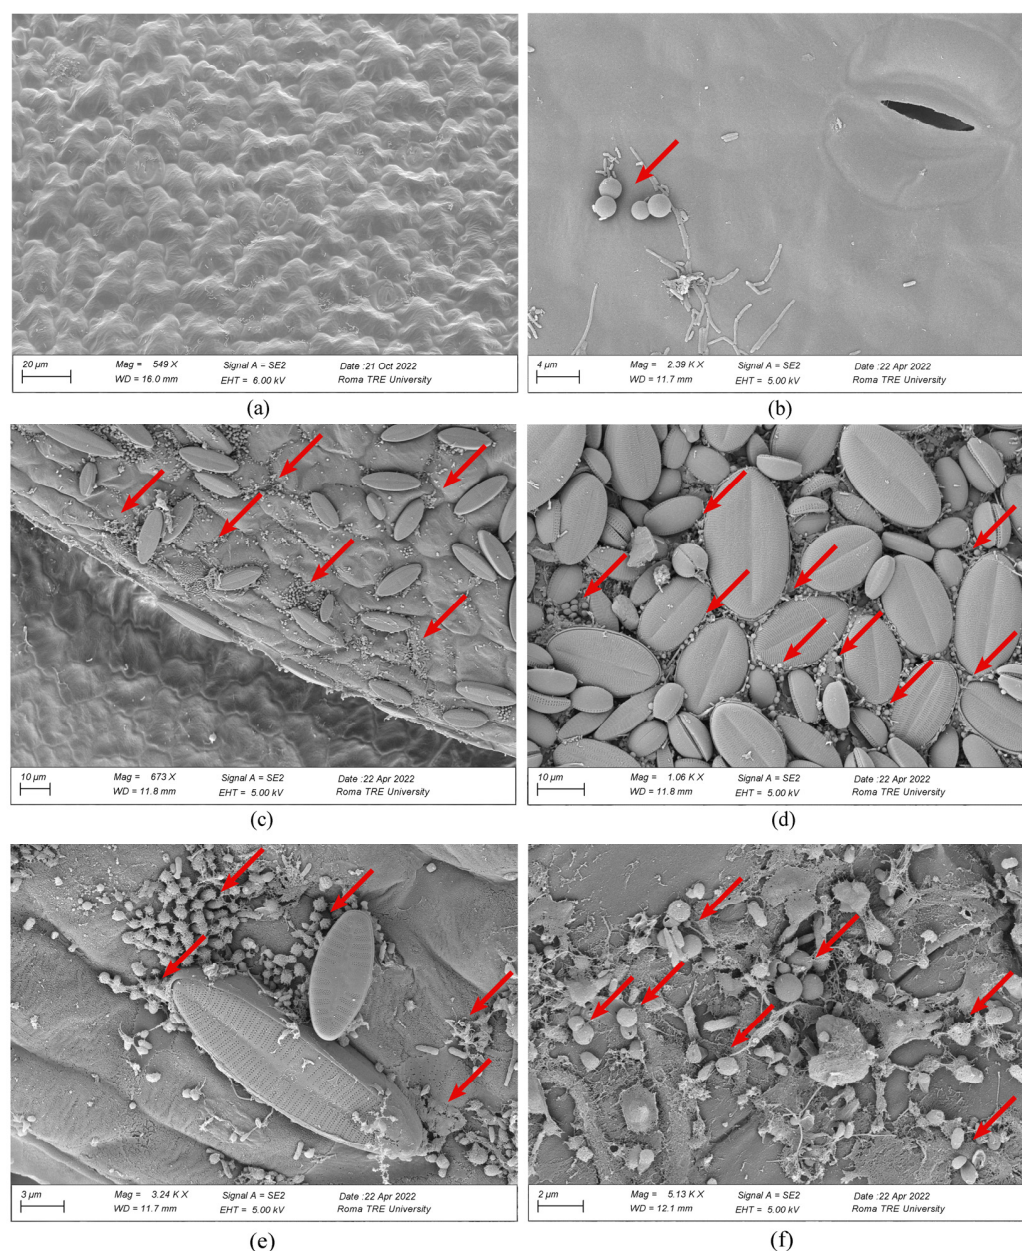 20 µm Mag = 549 X Signal A = SE2 Date :21 Oct 2022
WD = 16.0 mm EHT = 6.00 kV Roma TRE University
(a)
4 µm Mag = 2.39 K X Signal A = SE2 Date :22 Apr 2022
WD = 11.7 mm EHT = 5.00 kV Roma TRE University
(b)
10 µm Mag = 673 X Signal A = SE2 Date :22 Apr 2022
WD = 11.8 mm EHT = 5.00 kV Roma TRE University
(c)
10 µm Mag = 1.06 K X Signal A = SE2 Date :22 Apr 2022
WD = 11.8 mm EHT = 5.00 kV Roma TRE University
(d)
3 µm Mag = 3.24 K X Signal A = SE2 Date :22 Apr 2022
WD = 11.7 mm EHT = 5.00 kV Roma TRE University
(e)
2 µm Mag = 5.13 K X Signal A = SE2 Date :22 Apr 2022
WD = 12.1 mm EHT = 5.00 kV Roma TRE University
(f)